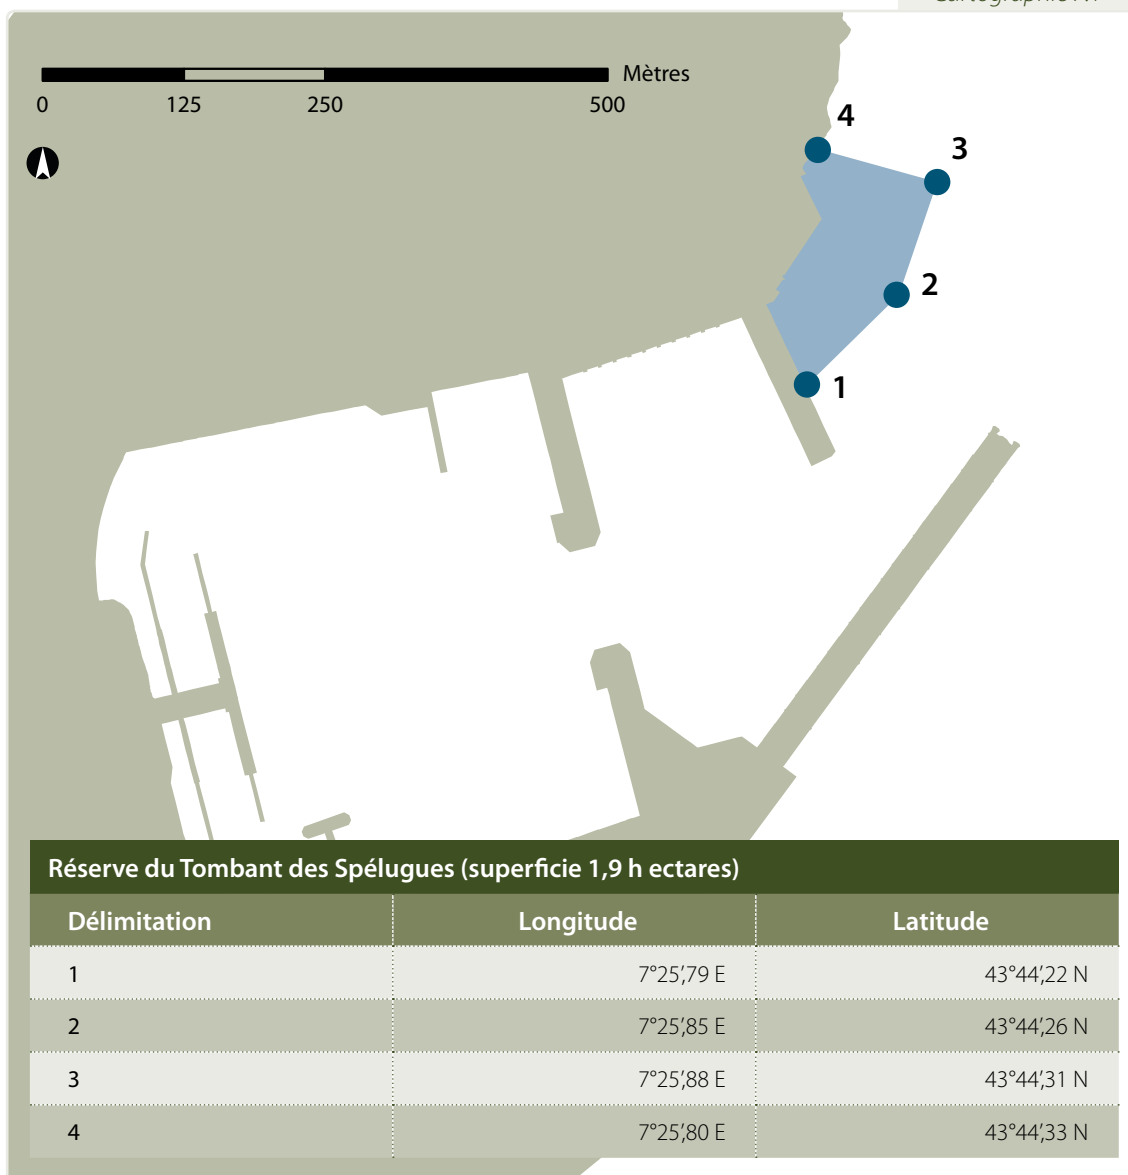 Mètres
0 125 250 500
4
3
2
1
Réserve du Tombant des Spélugues (superficie 1,9 h ectares)
Délimitation Longitude Latitude
1 7°25',79 E 43°44',22 N
2 7°25',85 E 43°44',26 N
3 7°25',88 E 43°44',31 N
4 7°25',80 E 43°44',33 N